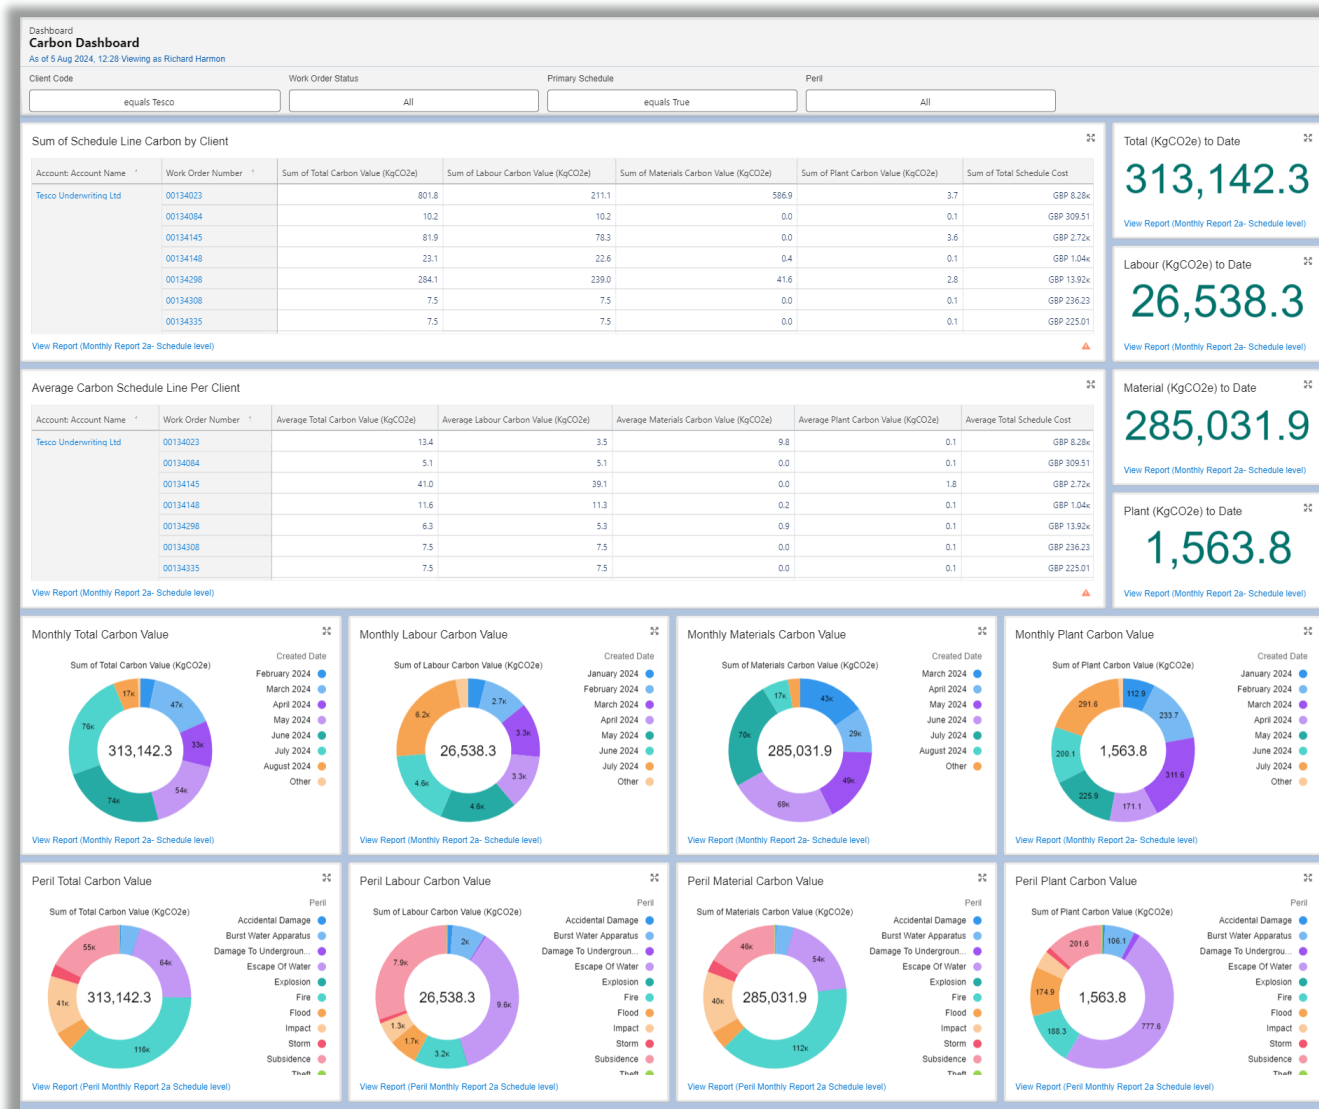 Dashboard
Carbon Dashboard
As of 5 Aug 2024, 12:28·Viewing as Richard Harmon
Client Code Work Order Status Primary Schedule Peril
equals Tesco All equals True All
Sum of Schedule Line Carbon by Client
Account: Account Name Work Order Number Sum of Total Carbon Value (KgCO2e) Sum of Labour Carbon Value (KgCO2e) Sum of Materials Carbon Value (KgCO2e) Sum of Plant Carbon Value (KgCO2e) Sum of Total Schedule Cost
Tesco Underwriting Ltd 00134023 801.8 211.1 586.9 3.7 GBP 8.28K
00134084 10.2 10.2 0.0 0.1 GBP 309.51
00134145 81.9 78.3 0.0 3.6 GBP 2.72K
00134148 23.1 22.6 0.4 0.1 GBP 1.04K
00134298 284.1 239.0 41.6 2.8 GBP 13.92K
00134308 7.5 7.5 0.0 0.1 GBP 236.23
00134335 7.5 7.5 0.0 0.1 GBP 225.01
View Report (Monthly Report 2a- Schedule level)
Total (KgCO2e) to Date
313,142.3
View Report (Monthly Report 2a- Schedule level)
Labour (KgCO2e) to Date
26,538.3
View Report (Monthly Report 2a- Schedule level)
Average Carbon Schedule Line Per Client
Account: Account Name Work Order Number Average Total Carbon Value (KgCO2e) Average Labour Carbon Value (KgCO2e) Average Materials Carbon Value (KgCO2e) Average Plant Carbon Value (KgCO2e) Average Total Schedule Cost
Tesco Underwriting Ltd 00134023 13.4 3.5 9.8 0.1 GBP 8.28K
00134084 5.1 5.1 0.0 0.1 GBP 309.51
00134145 41.0 39.1 0.0 1.8 GBP 2.72K
00134148 11.6 11.3 0.2 0.1 GBP 1.04K
00134298 6.3 5.3 0.9 0.1 GBP 13.92K
00134308 7.5 7.5 0.0 0.1 GBP 236.23
00134335 7.5 7.5 0.0 0.1 GBP 225.01
View Report (Monthly Report 2a- Schedule level)
Material (KgCO2e) to Date
285,031.9
View Report (Monthly Report 2a- Schedule level)
Plant (KgCO2e) to Date
1,563.8
View Report (Monthly Report 2a- Schedule level)
Monthly Total Carbon Value
Sum of Total Carbon Value (KgCO2e)
Created Date
February 2024
March 2024
April 2024
May 2024
June 2024
July 2024
August 2024
Other
47K
33K
54K
74K
76K
17K
313,142.3
View Report (Monthly Report 2a- Schedule level)
Monthly Labour Carbon Value
Sum of Labour Carbon Value (KgCO2e)
Created Date
January 2024
February 2024
March 2024
April 2024
May 2024
June 2024
July 2024
Other
2.7K
3.3K
3.3K
4.6K
4.6K
6.2K
26,538.3
View Report (Monthly Report 2a- Schedule level)
Monthly Materials Carbon Value
Sum of Materials Carbon Value (KgCO2e)
Created Date
March 2024
April 2024
May 2024
June 2024
July 2024
August 2024
Other
43K
29K
49K
69K
70K
17K
285,031.9
View Report (Monthly Report 2a- Schedule level)
Monthly Plant Carbon Value
Sum of Plant Carbon Value (KgCO2e)
Created Date
January 2024
February 2024
March 2024
April 2024
May 2024
June 2024
July 2024
Other
112.9
233.7
311.6
171.1
225.9
200.1
291.6
1,563.8
View Report (Monthly Report 2a- Schedule level)
Peril Total Carbon Value
Sum of Total Carbon Value (KgCO2e)
Peril
Accidental Damage
Burst Water Apparatus
Damage To Undergroun...
Escape Of Water
Explosion
Fire
Flood
Impact
Storm
Subsidence
Theft
64K
116K
41K
55K
313,142.3
View Report (Peril Monthly Report 2a Schedule level)
Peril Labour Carbon Value
Sum of Labour Carbon Value (KgCO2e)
Peril
Accidental Damage
Burst Water Apparatus
Damage To Undergroun...
Escape Of Water
Explosion
Fire
Flood
Impact
Storm
Subsidence
Theft
2K
9.6K
3.2K
1.7K
1.3K
7.9K
26,538.3
View Report (Peril Monthly Report 2a Schedule level)
Peril Material Carbon Value
Sum of Materials Carbon Value (KgCO2e)
Peril
Accidental Damage
Burst Water Apparatus
Damage To Undergrou...
Escape Of Water
Explosion
Fire
Flood
Impact
Storm
Subsidence
Theft
54K
112K
40K
46K
285,031.9
View Report (Peril Monthly Report 2a Schedule level)
Peril Plant Carbon Value
Sum of Plant Carbon Value (KgCO2e)
Peril
Accidental Damage
Burst Water Apparatus
Damage To Undergrou...
Escape Of Water
Explosion
Fire
Flood
Impact
Storm
Subsidence
Theft
106.1
777.6
188.3
174.9
201.6
1,563.8
View Report (Peril Monthly Report 2a Schedule level)